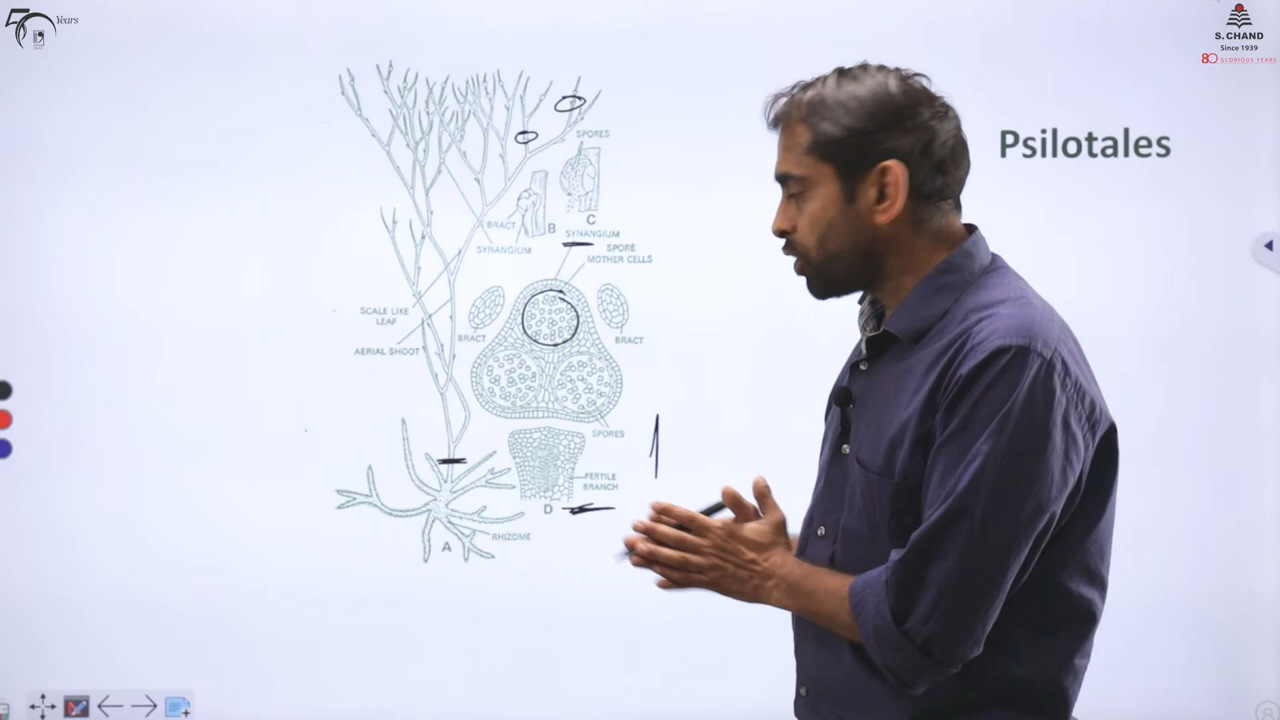 50 Years
S. CHAND
Since 1939
80 GLORIOUS YEARS
Psilotales
SPORES
BRACT
B
C
SYNANGIUM
SYNANGIUM
SPORE
MOTHER CELLS
SCALE LIKE
LEAF
BRACT
BRACT
AERIAL SHOOT
SPORES
FERTILE
BRANCH
D
RHIZOME
A